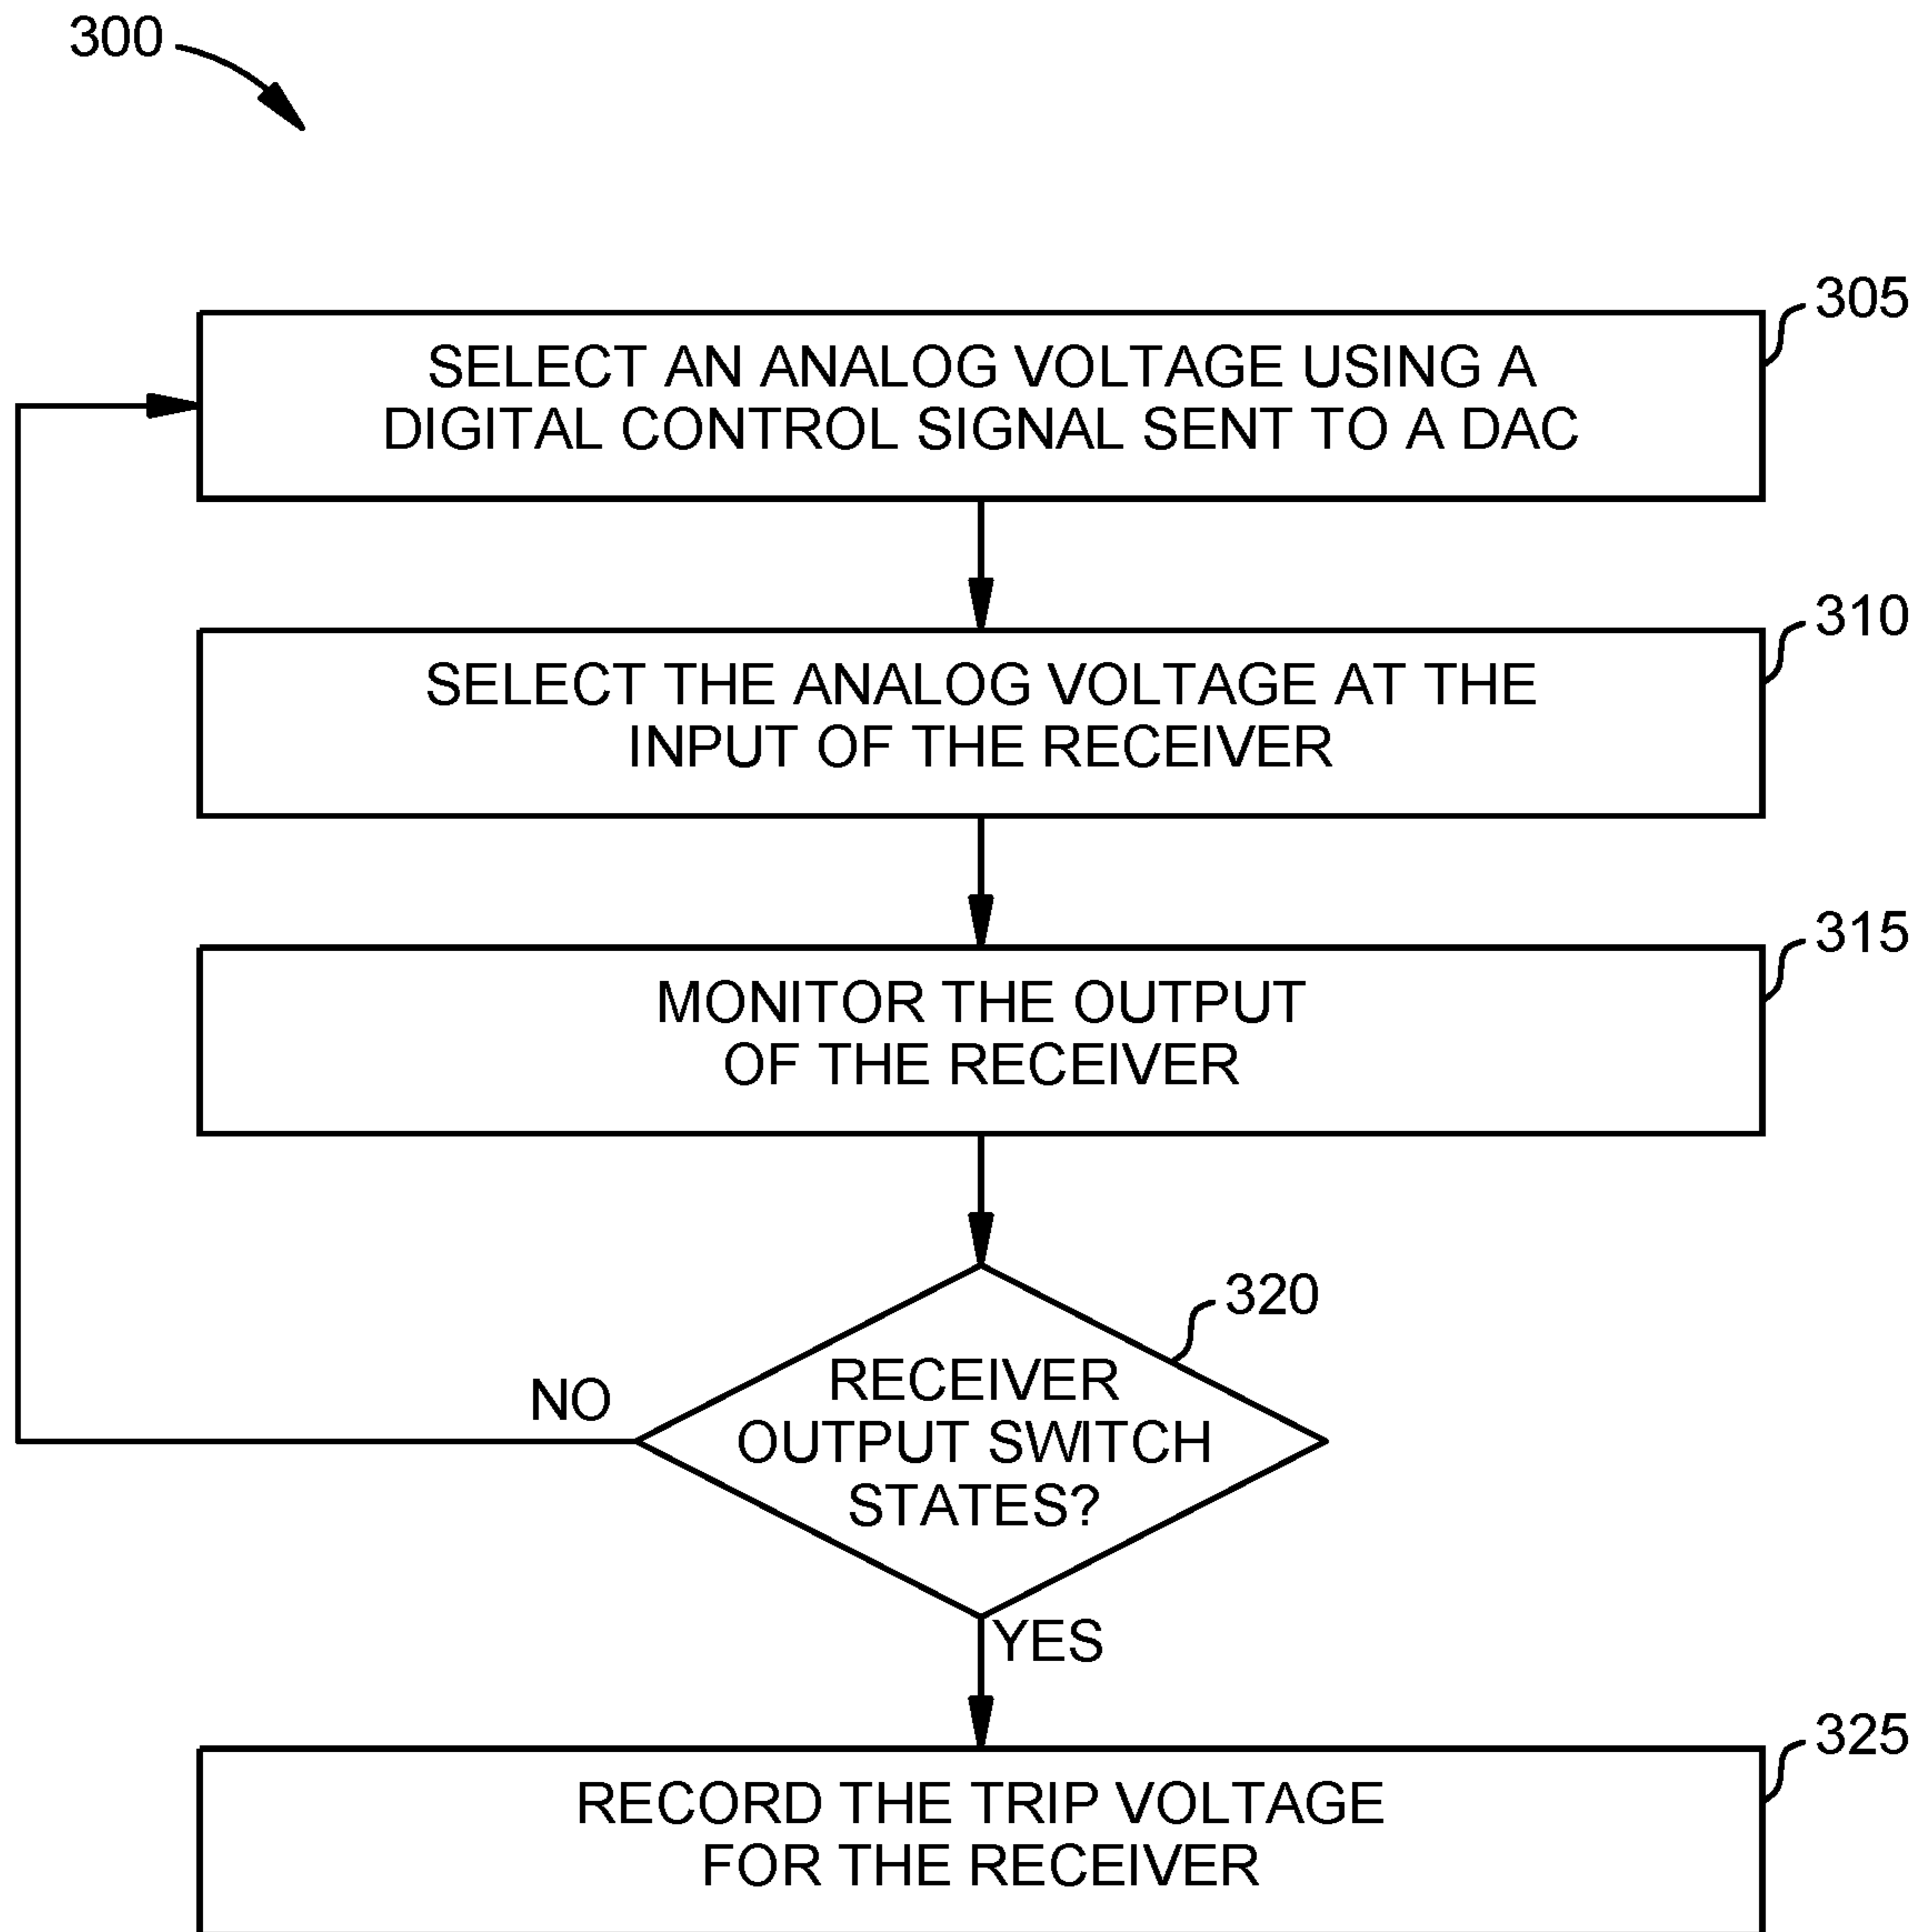 300
305
SELECT AN ANALOG VOLTAGE USING A
DIGITAL CONTROL SIGNAL SENT TO A DAC
310
SELECT THE ANALOG VOLTAGE AT THE
INPUT OF THE RECEIVER
315
MONITOR THE OUTPUT
OF THE RECEIVER
320
RECEIVER
OUTPUT SWITCH
STATES?
NO
YES
325
RECORD THE TRIP VOLTAGE
FOR THE RECEIVER